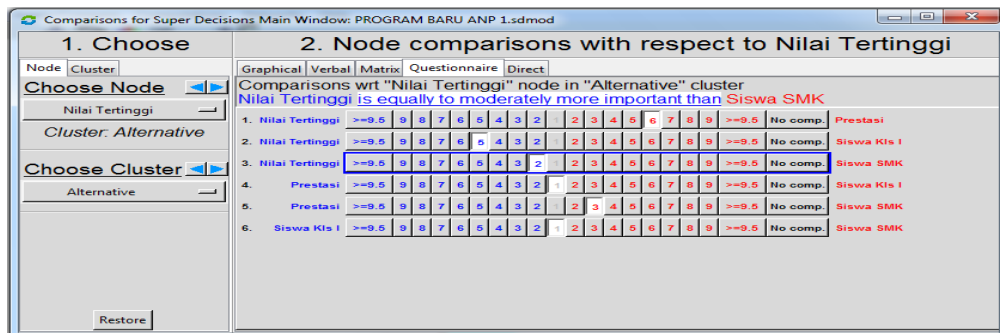 Comparisons for Super Decisions Main Window: PROGRAM BARU ANP 1.sdmod
1. Choose
2. Node comparisons with respect to Nilai Tertinggi
Node Cluster
Graphical Verbal Matrix Questionnaire Direct
Choose Node
Nilai Tertinggi
Cluster: Alternative
Choose Cluster
Alternative
Restore
Comparisons wrt "Nilai Tertinggi" node in "Alternative" cluster
Nilai Tertinggi is equally to moderately more important than Siswa SMK
1. Nilai Tertinggi >=9.5 9 8 7 6 5 4 3 2 1 2 3 4 5 6 7 8 9 >=9.5 No comp. Prestasi
2. Nilai Tertinggi >=9.5 9 8 7 6 5 4 3 2 1 2 3 4 5 6 7 8 9 >=9.5 No comp. Siswa Kls I
3. Nilai Tertinggi >=9.5 9 8 7 6 5 4 3 2 1 2 3 4 5 6 7 8 9 >=9.5 No comp. Siswa SMK
4. Prestasi >=9.5 9 8 7 6 5 4 3 2 1 2 3 4 5 6 7 8 9 >=9.5 No comp. Siswa Kls I
5. Prestasi >=9.5 9 8 7 6 5 4 3 2 1 2 3 4 5 6 7 8 9 >=9.5 No comp. Siswa SMK
6. Siswa Kls I >=9.5 9 8 7 6 5 4 3 2 1 2 3 4 5 6 7 8 9 >=9.5 No comp. Siswa SMK